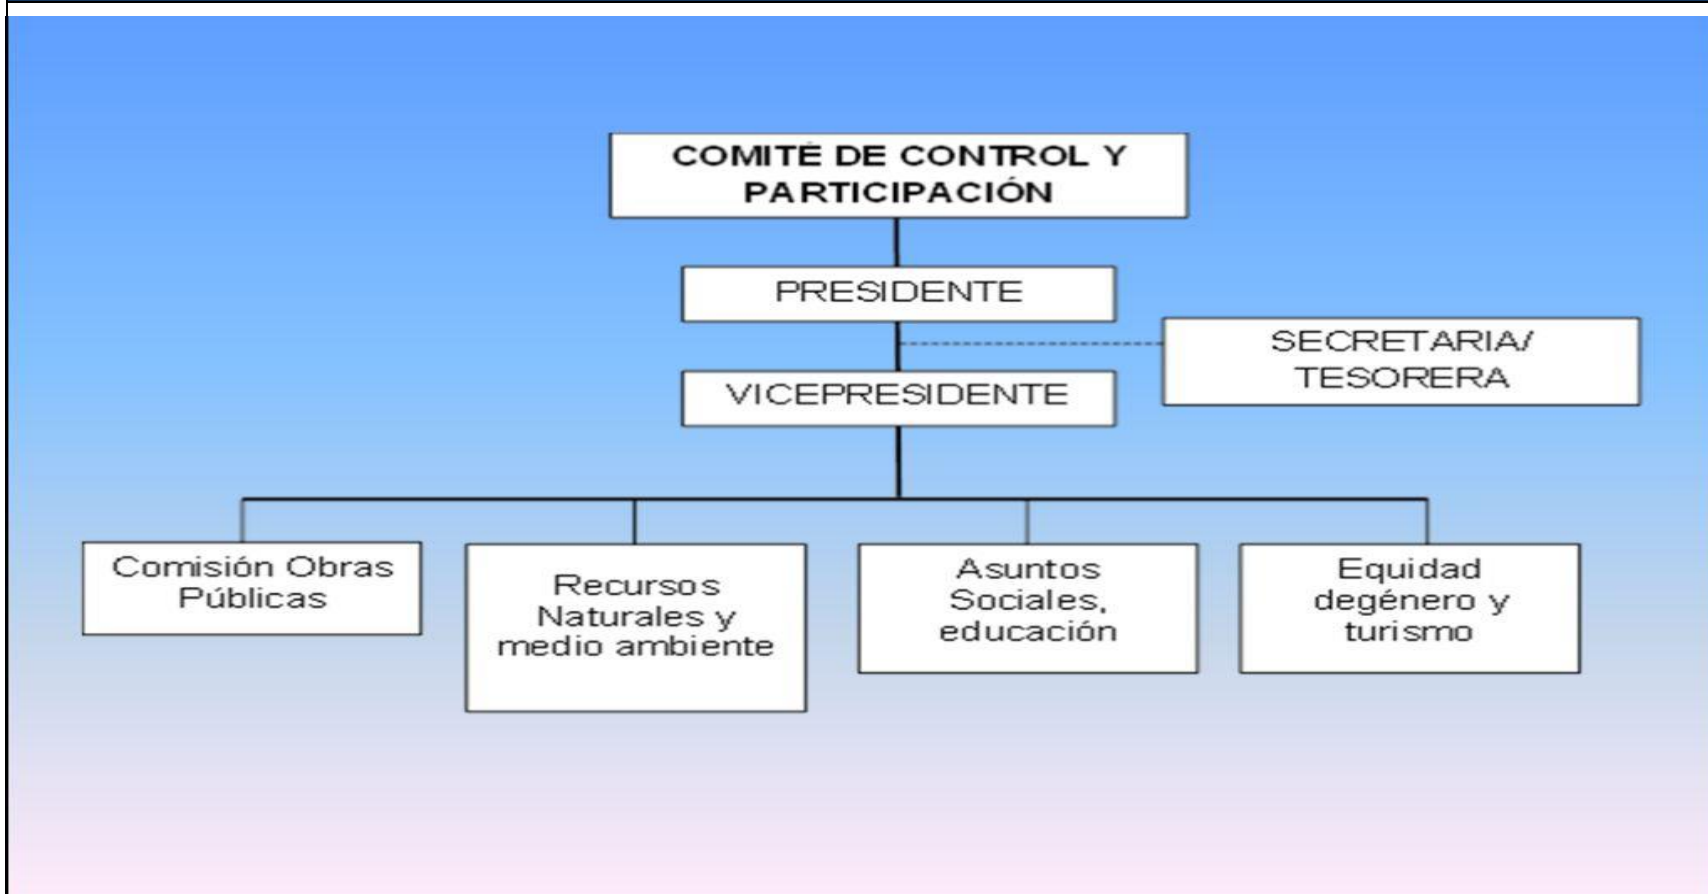 COMITÉ DE CONTROL Y
PARTICIPACIÓN
PRESIDENTE
SECRETARIA/
TESORERA
VICEPRESIDENTE
Comisión Obras
Públicas
Recursos
Naturales y
medio ambiente
Asuntos
Sociales,
educación
Equidad
degénero y
turismo